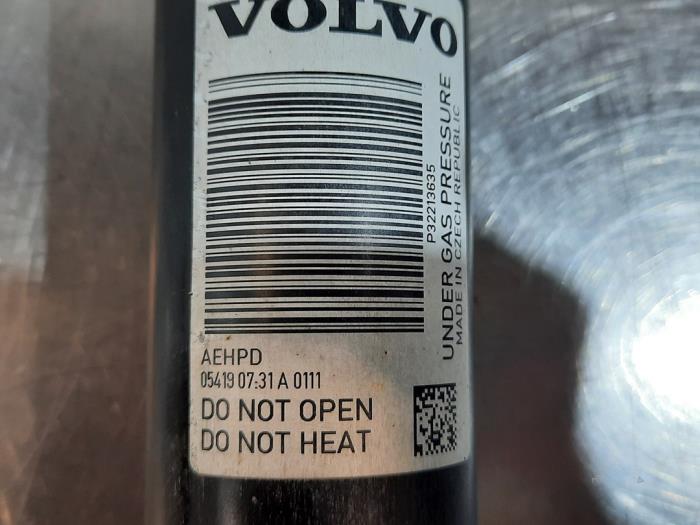 VOLVO
P32213635
UNDER GAS PRESSURE
MADE IN CZECH REPUBLIC
AEHPD
05419 07:31 A 0111
DO NOT OPEN
DO NOT HEAT